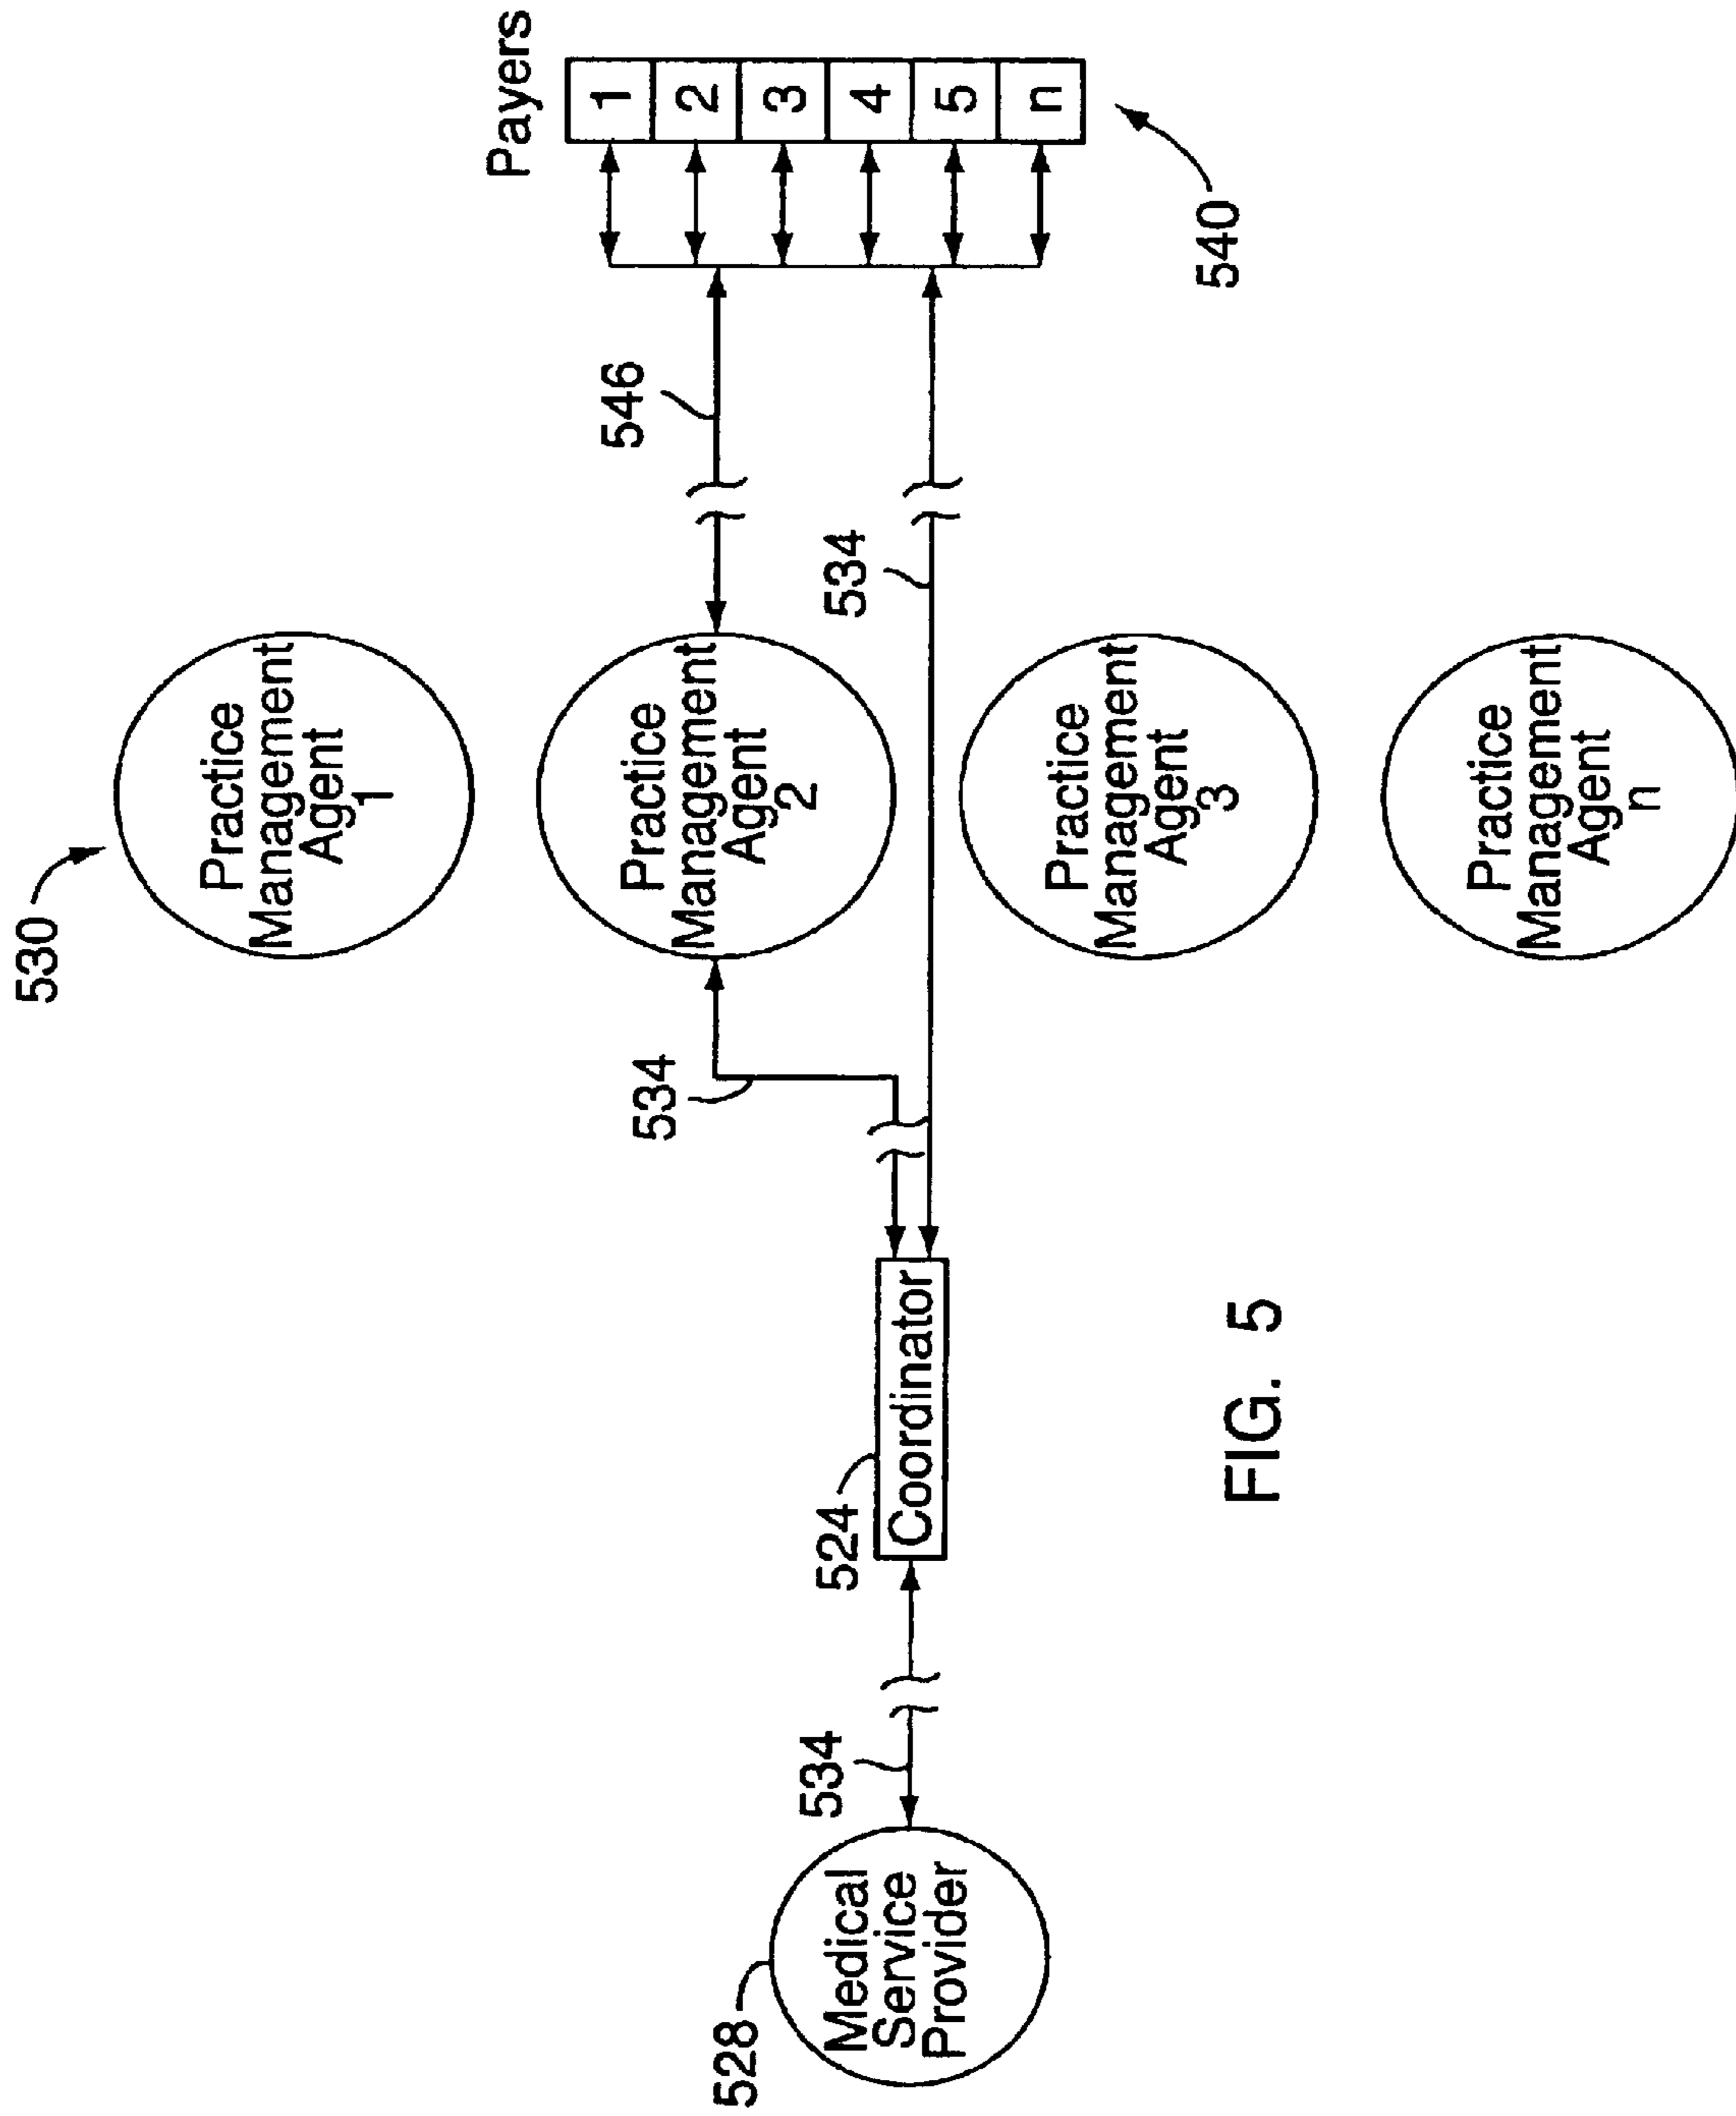 530
Practice
Management
Agent
1
Payers
1
2
3
4
5
n
546
534
Practice
Management
Agent
2
528
Medical
Service
Provider
534
524
Coordinator
534
Practice
Management
Agent
3
540
Practice
Management
Agent
n
FIG. 5